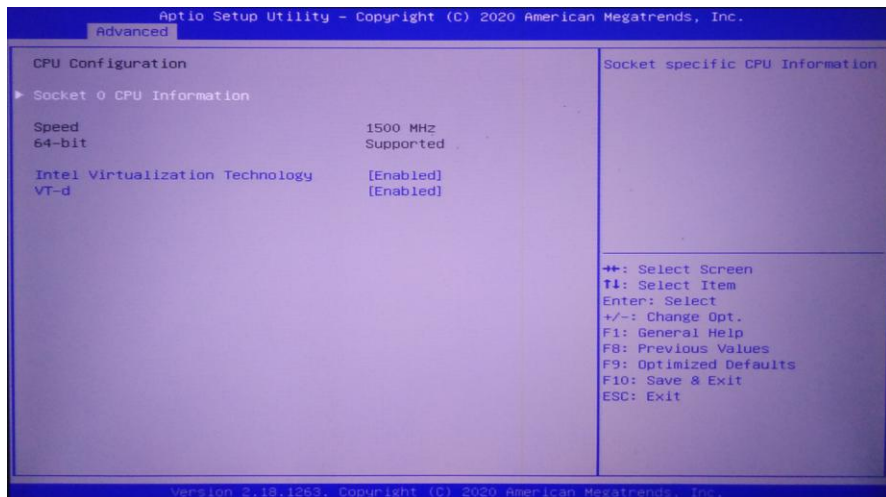 Aptio Setup Utility – Copyright (C) 2020 American Megatrends, Inc.
Advanced
CPU Configuration
Socket 0 CPU Information
Speed 1500 MHz
64-bit Supported
Intel Virtualization Technology [Enabled]
VT-d [Enabled]
Socket specific CPU Information
→←: Select Screen
↑↓: Select Item
Enter: Select
+/-: Change Opt.
F1: General Help
F8: Previous Values
F9: Optimized Defaults
F10: Save & Exit
ESC: Exit
Version 2.18.1263. Copyright (C) 2020 American Megatrends, Inc.